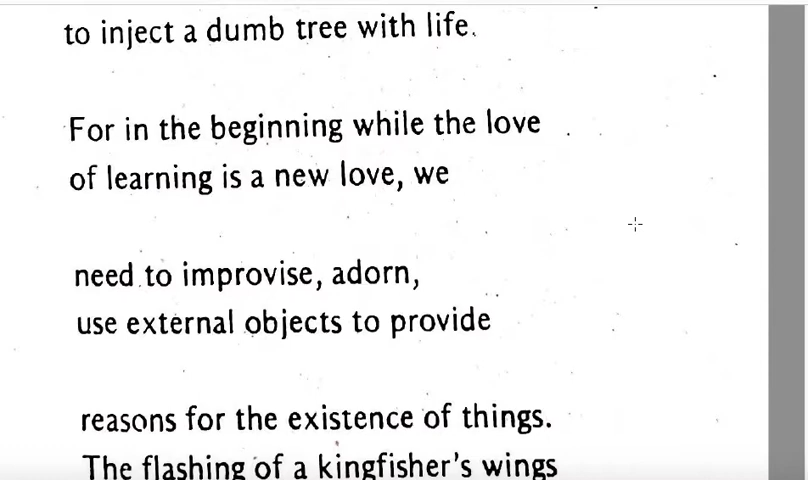 to inject a dumb tree with life.
For in the beginning while the love
of learning is a new love, we
need to improvise, adorn,
use external objects to provide
reasons for the existence of things.
The flashing of a kingfisher's wings